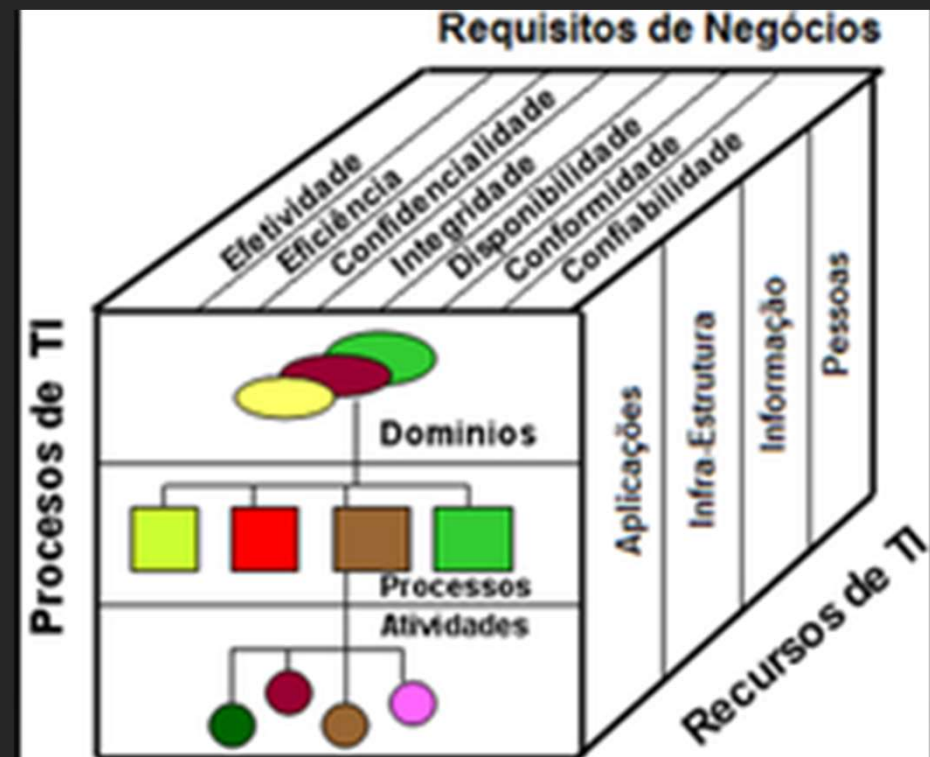 Requisitos de Negócios
Efetividade
Eficiência
Confidencialidade
Integridade
Disponibilidade
Conformidade
Confiabilidade
Procesos de TI
Dominios
Processos
Atividades
Aplicações
Infra-Estrutura
Informação
Pessoas
Recursos de TI